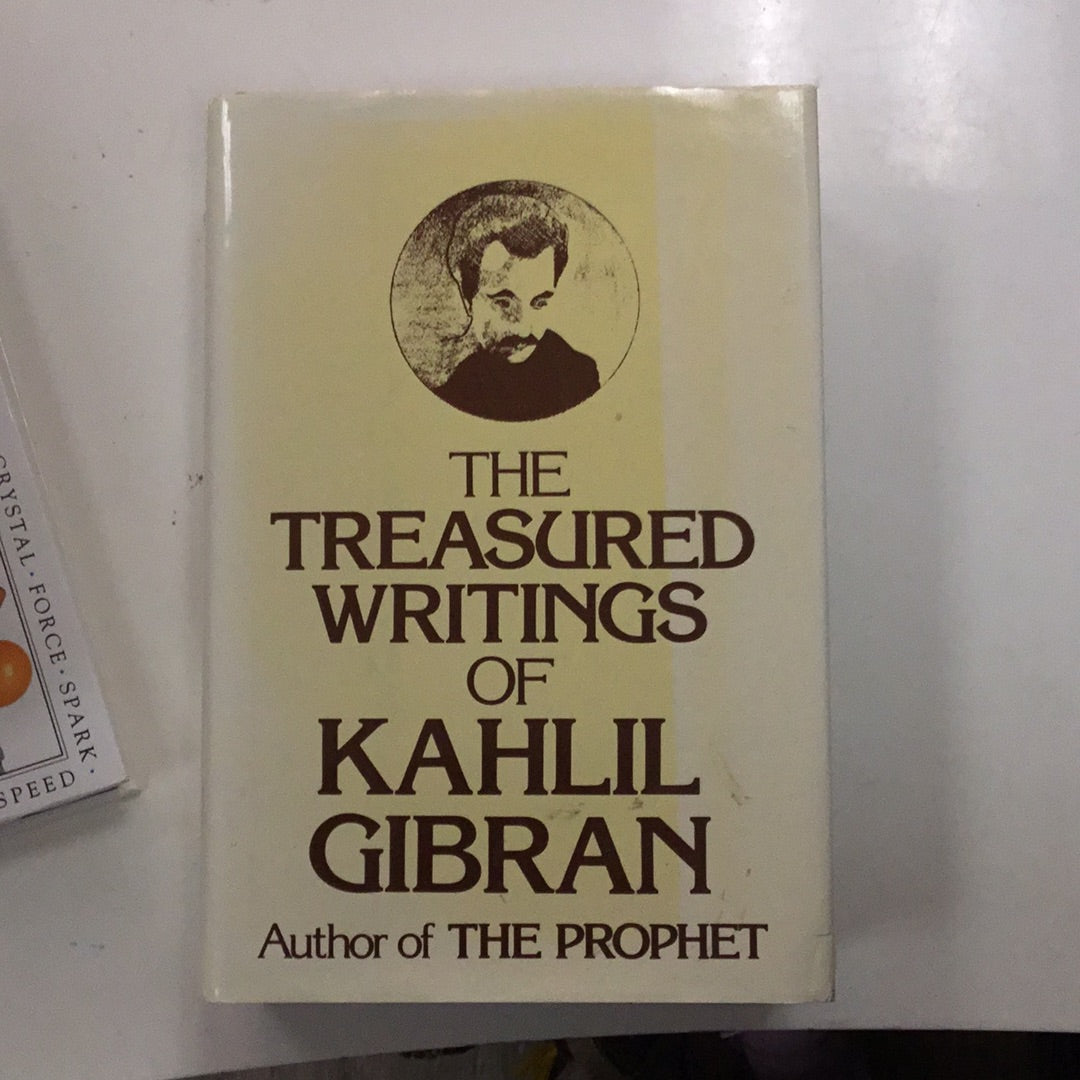 THE
TREASURED
WRITINGS
OF
KAHLIL
GIBRAN
Author of THE PROPHET
CRYSTAL · FORCE · SPARK ·
SPEED